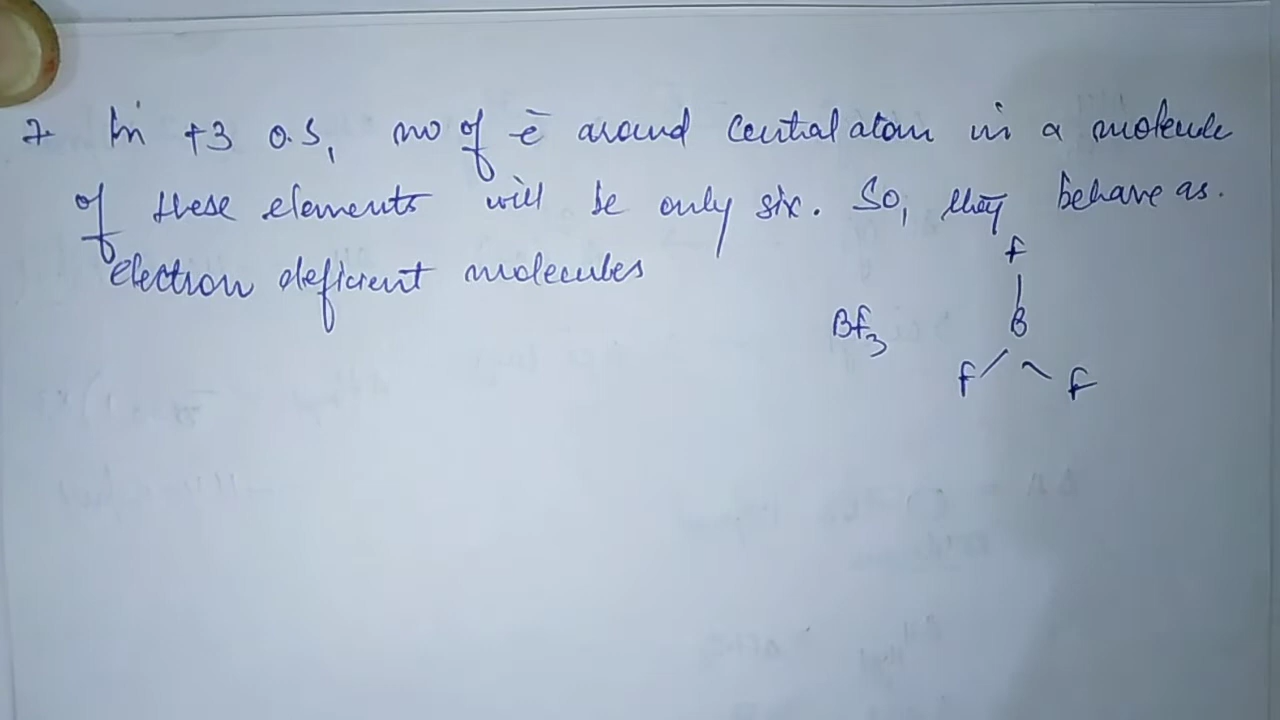 7. In +3 O.S, no of ē around Central atom in a molecule
of these elements will be only six. So, they behave as.
electron deficient molecules
F
BF3
B
F F